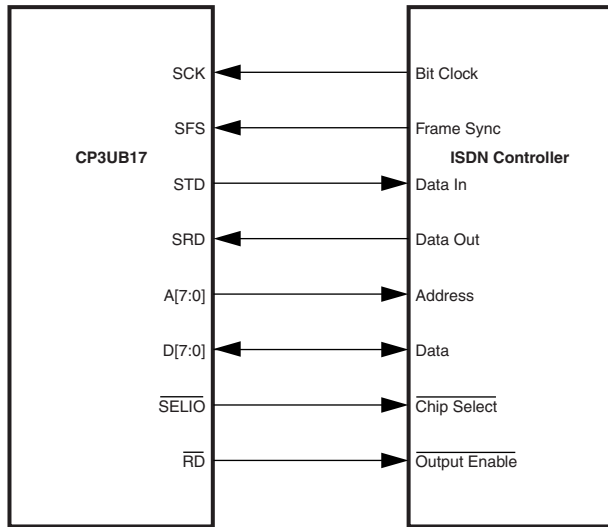 SCK
Bit Clock
SFS
Frame Sync
CP3UB17
ISDN Controller
STD
Data In
SRD
Data Out
A[7:0]
Address
D[7:0]
Data
SELIO
Chip Select
RD
Output Enable